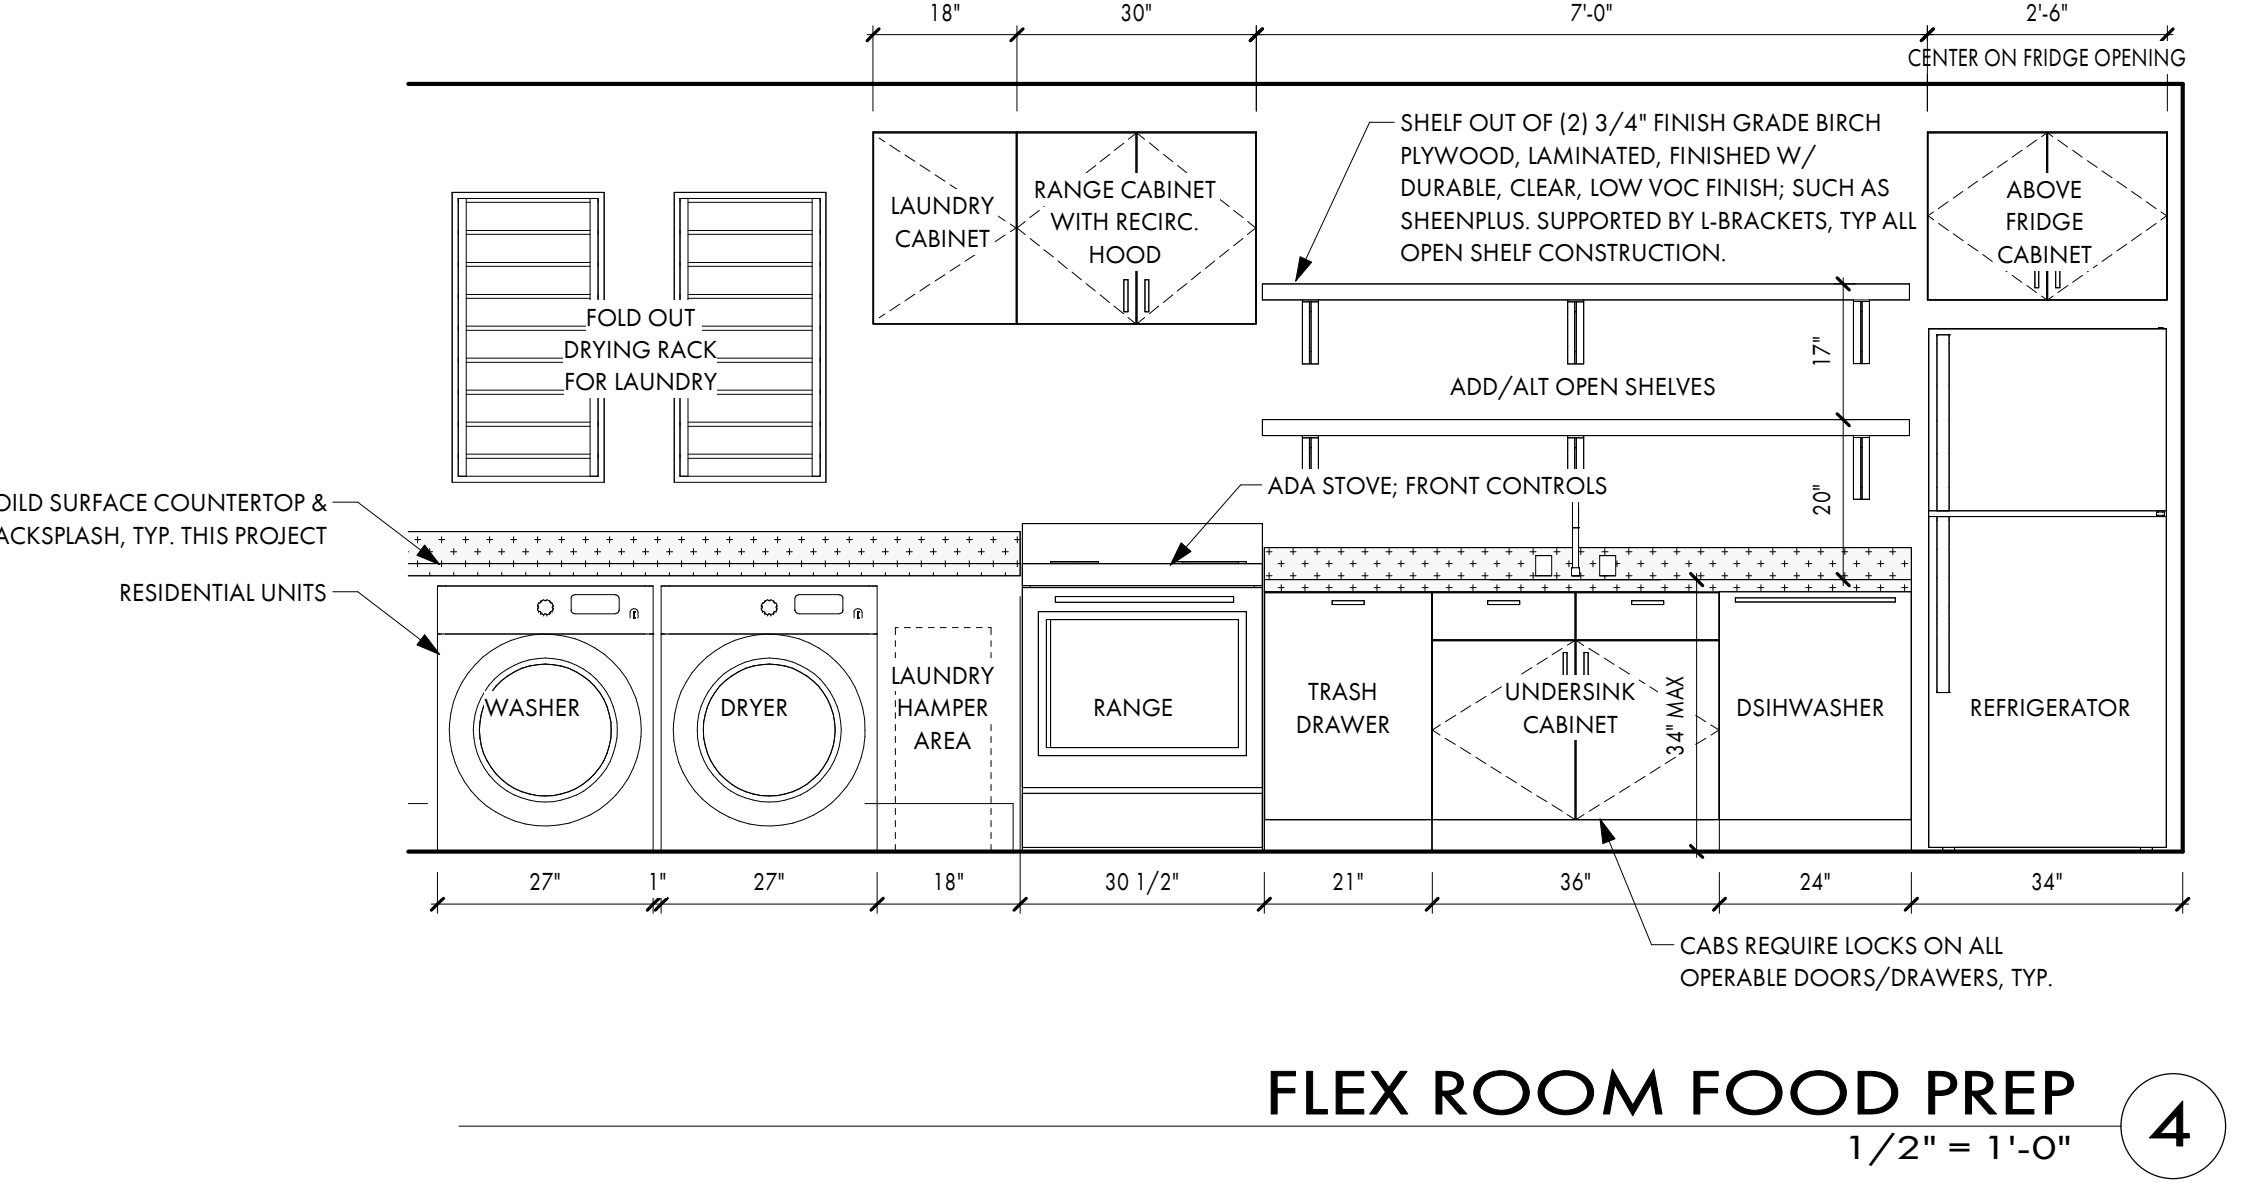 18" 30" 7'-0" 2'-6"
CENTER ON FRIDGE OPENING
SHELF OUT OF (2) 3/4" FINISH GRADE BIRCH
PLYWOOD, LAMINATED, FINISHED W/
DURABLE, CLEAR, LOW VOC FINISH; SUCH AS
SHEENPLUS. SUPPORTED BY L-BRACKETS, TYP ALL
OPEN SHELF CONSTRUCTION.
LAUNDRY
CABINET
RANGE CABINET
WITH RECIRC.
HOOD
ABOVE
FRIDGE
CABINET
FOLD OUT
DRYING RACK
FOR LAUNDRY
17"
ADD/ALT OPEN SHELVES
20"
ADA STOVE; FRONT CONTROLS
OILD SURFACE COUNTERTOP &
ACKSPLASH, TYP. THIS PROJECT
RESIDENTIAL UNITS
WASHER
DRYER
LAUNDRY
HAMPER
AREA
RANGE
TRASH
DRAWER
UNDERSINK
CABINET
34" MAX
DSIHWASHER
REFRIGERATOR
27" 1" 27" 18" 30 1/2" 21" 36" 24" 34"
CABS REQUIRE LOCKS ON ALL
OPERABLE DOORS/DRAWERS, TYP.
FLEX ROOM FOOD PREP
4
1/2" = 1'-0"